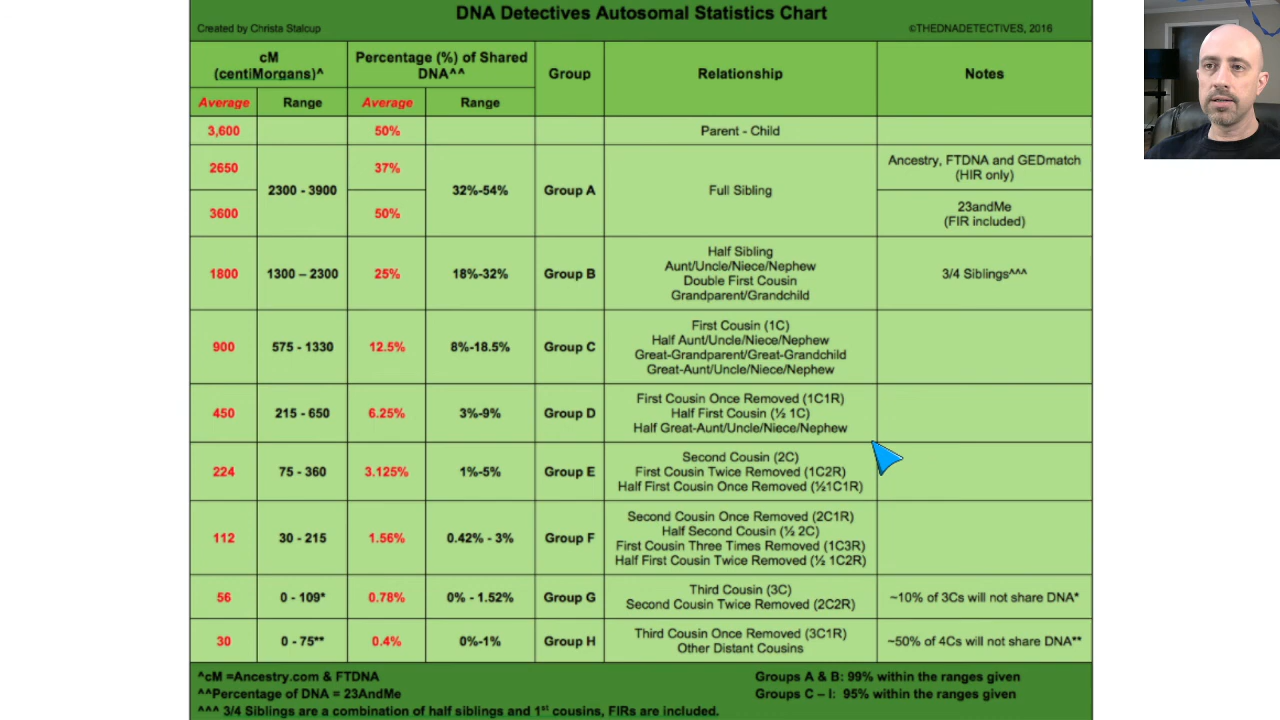 DNA Detectives Autosomal Statistics Chart
Created by Christa Stalcup
©THEDNADETECTIVES, 2016
cM (centiMorgans)^
Percentage (%) of Shared DNA^^
Group
Relationship
Notes
Average
Range
Average
Range
3,600
50%
Parent - Child
2650
3600
2300 - 3900
37%
50%
32%-54%
Group A
Full Sibling
Ancestry, FTDNA and GEDmatch
(HIR only)
23andMe
(FIR included)
1800
1300 – 2300
25%
18%-32%
Group B
Half Sibling
Aunt/Uncle/Niece/Nephew
Double First Cousin
Grandparent/Grandchild
3/4 Siblings^^^
900
575 - 1330
12.5%
8%-18.5%
Group C
First Cousin (1C)
Half Aunt/Uncle/Niece/Nephew
Great-Grandparent/Great-Grandchild
Great-Aunt/Uncle/Niece/Nephew
450
215 - 650
6.25%
3%-9%
Group D
First Cousin Once Removed (1C1R)
Half First Cousin (½ 1C)
Half Great-Aunt/Uncle/Niece/Nephew
224
75 - 360
3.125%
1%-5%
Group E
Second Cousin (2C)
First Cousin Twice Removed (1C2R)
Half First Cousin Once Removed (½1C1R)
112
30 - 215
1.56%
0.42% - 3%
Group F
Second Cousin Once Removed (2C1R)
Half Second Cousin (½ 2C)
First Cousin Three Times Removed (1C3R)
Half First Cousin Twice Removed (½ 1C2R)
56
0 - 109*
0.78%
0% - 1.52%
Group G
Third Cousin (3C)
Second Cousin Twice Removed (2C2R)
~10% of 3Cs will not share DNA*
30
0 - 75**
0.4%
0%-1%
Group H
Third Cousin Once Removed (3C1R)
Other Distant Cousins
~50% of 4Cs will not share DNA**
^cM =Ancestry.com & FTDNA
^^Percentage of DNA = 23AndMe
^^^ 3/4 Siblings are a combination of half siblings and 1st cousins, FIRs are included.
Groups A & B: 99% within the ranges given
Groups C – I: 95% within the ranges given